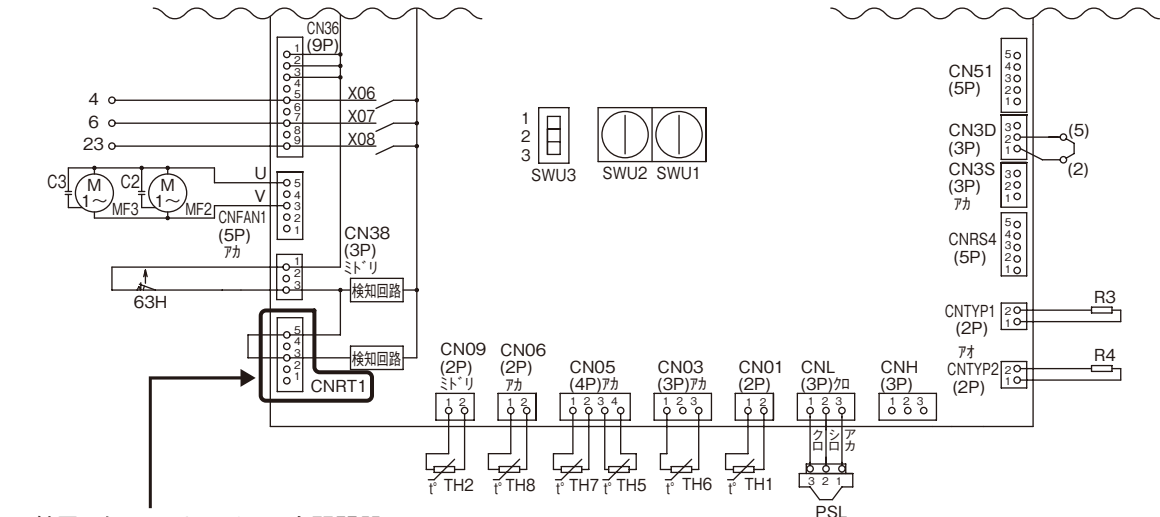 CN36
(9P)
1
2
3
4
5
6
7
8
9
4
6
23
X06
X07
X08
C3
M
1～
MF3
C2
M
1～
MF2
U
V
5
4
3
2
1
CNFAN1
(5P)
アカ
CN38
(3P)
ミドリ
1
2
3
検知回路
63H
5
4
3
2
1
検知回路
CNRT1
1
2
3
SWU3
SWU2 SWU1
CN51
(5P)
5
4
3
2
1
CN3D
(3P)
3
2
1
(5)
(2)
CN3S
(3P)
アカ
3
2
1
CNRS4
(5P)
5
4
3
2
1
CNTYP1
(2P)
2
1
R3
アオ
CNTYP2
(2P)
2
1
R4
CN09
(2P)
ミドリ
1 2
t° TH2
CN06
(2P)
アカ
1 2
t° TH8
CN05
(4P)アカ
1 2 3 4
t° TH7
t° TH5
CN03
(3P)アカ
1 2 3
t° TH6
CN01
(2P)
1 2
t° TH1
CNL
(3P)クロ
1 2 3
クロ
シロ
アカ
3 2 1
PSL
CNH
(3P)
1 2 3